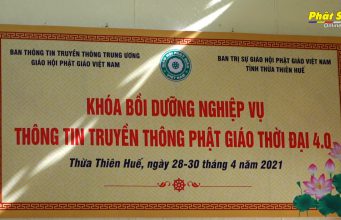 Phật S
Online
BAN THÔNG TIN TRUYỀN THÔNG TRUNG ƯƠNG
GIÁO HỘI PHẬT GIÁO VIỆT NAM
BAN TRỊ SỰ GIÁO HỘI PHẬT GIÁO VIỆT NAM
TỈNH THỪA THIÊN HUẾ
KHÓA BỒI DƯỠNG NGHIỆP VỤ
THÔNG TIN TRUYỀN THÔNG PHẬT GIÁO THỜI ĐẠI 4.0
Thừa Thiên Huế, ngày 28-30 tháng 4 năm 2021